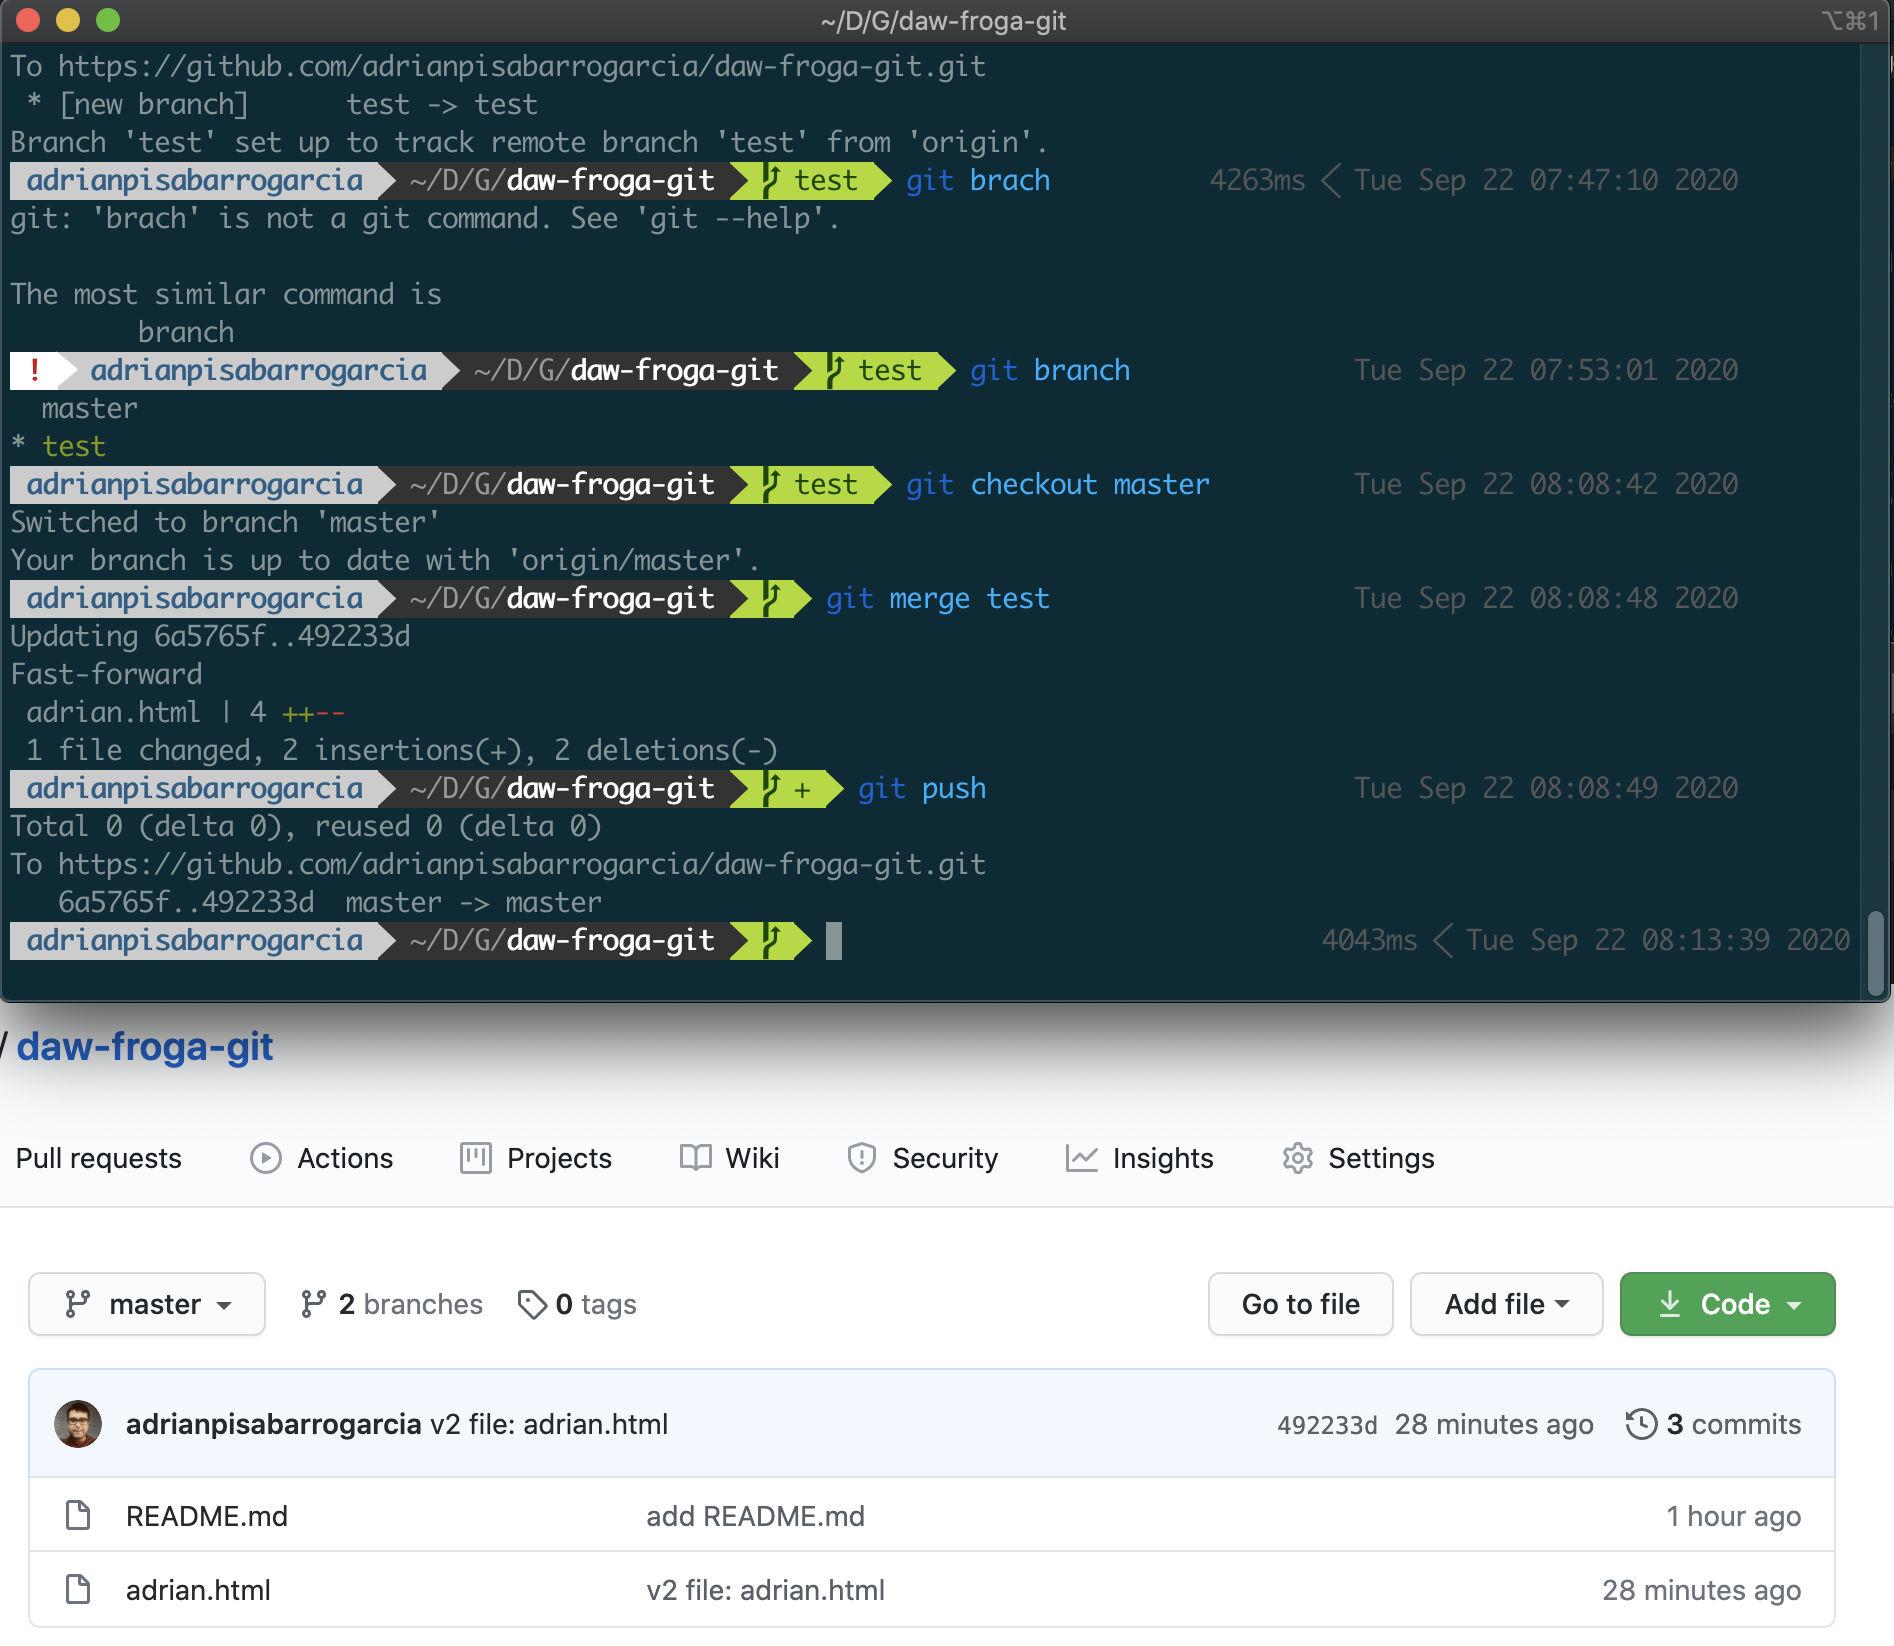 ~/D/G/daw-froga-git ⌥⌘1
To https://github.com/adrianpisabarrogarcia/daw-froga-git.git
* [new branch]      test -> test
Branch 'test' set up to track remote branch 'test' from 'origin'.
adrianpisabarrogarcia ~/D/G/daw-froga-git test git brach 4263ms Tue Sep 22 07:47:10 2020
git: 'brach' is not a git command. See 'git --help'.
The most similar command is
branch
! adrianpisabarrogarcia ~/D/G/daw-froga-git test git branch Tue Sep 22 07:53:01 2020
master
* test
adrianpisabarrogarcia ~/D/G/daw-froga-git test git checkout master Tue Sep 22 08:08:42 2020
Switched to branch 'master'
Your branch is up to date with 'origin/master'.
adrianpisabarrogarcia ~/D/G/daw-froga-git git merge test Tue Sep 22 08:08:48 2020
Updating 6a5765f..492233d
Fast-forward
adrian.html | 4 ++--
1 file changed, 2 insertions(+), 2 deletions(-)
adrianpisabarrogarcia ~/D/G/daw-froga-git + git push Tue Sep 22 08:08:49 2020
Total 0 (delta 0), reused 0 (delta 0)
To https://github.com/adrianpisabarrogarcia/daw-froga-git.git
6a5765f..492233d  master -> master
adrianpisabarrogarcia ~/D/G/daw-froga-git 4043ms Tue Sep 22 08:13:39 2020
/ daw-froga-git
Pull requests Actions Projects Wiki Security Insights Settings
master 2 branches 0 tags Go to file Add file Code
adrianpisabarrogarcia v2 file: adrian.html 492233d 28 minutes ago 3 commits
README.md add README.md 1 hour ago
adrian.html v2 file: adrian.html 28 minutes ago